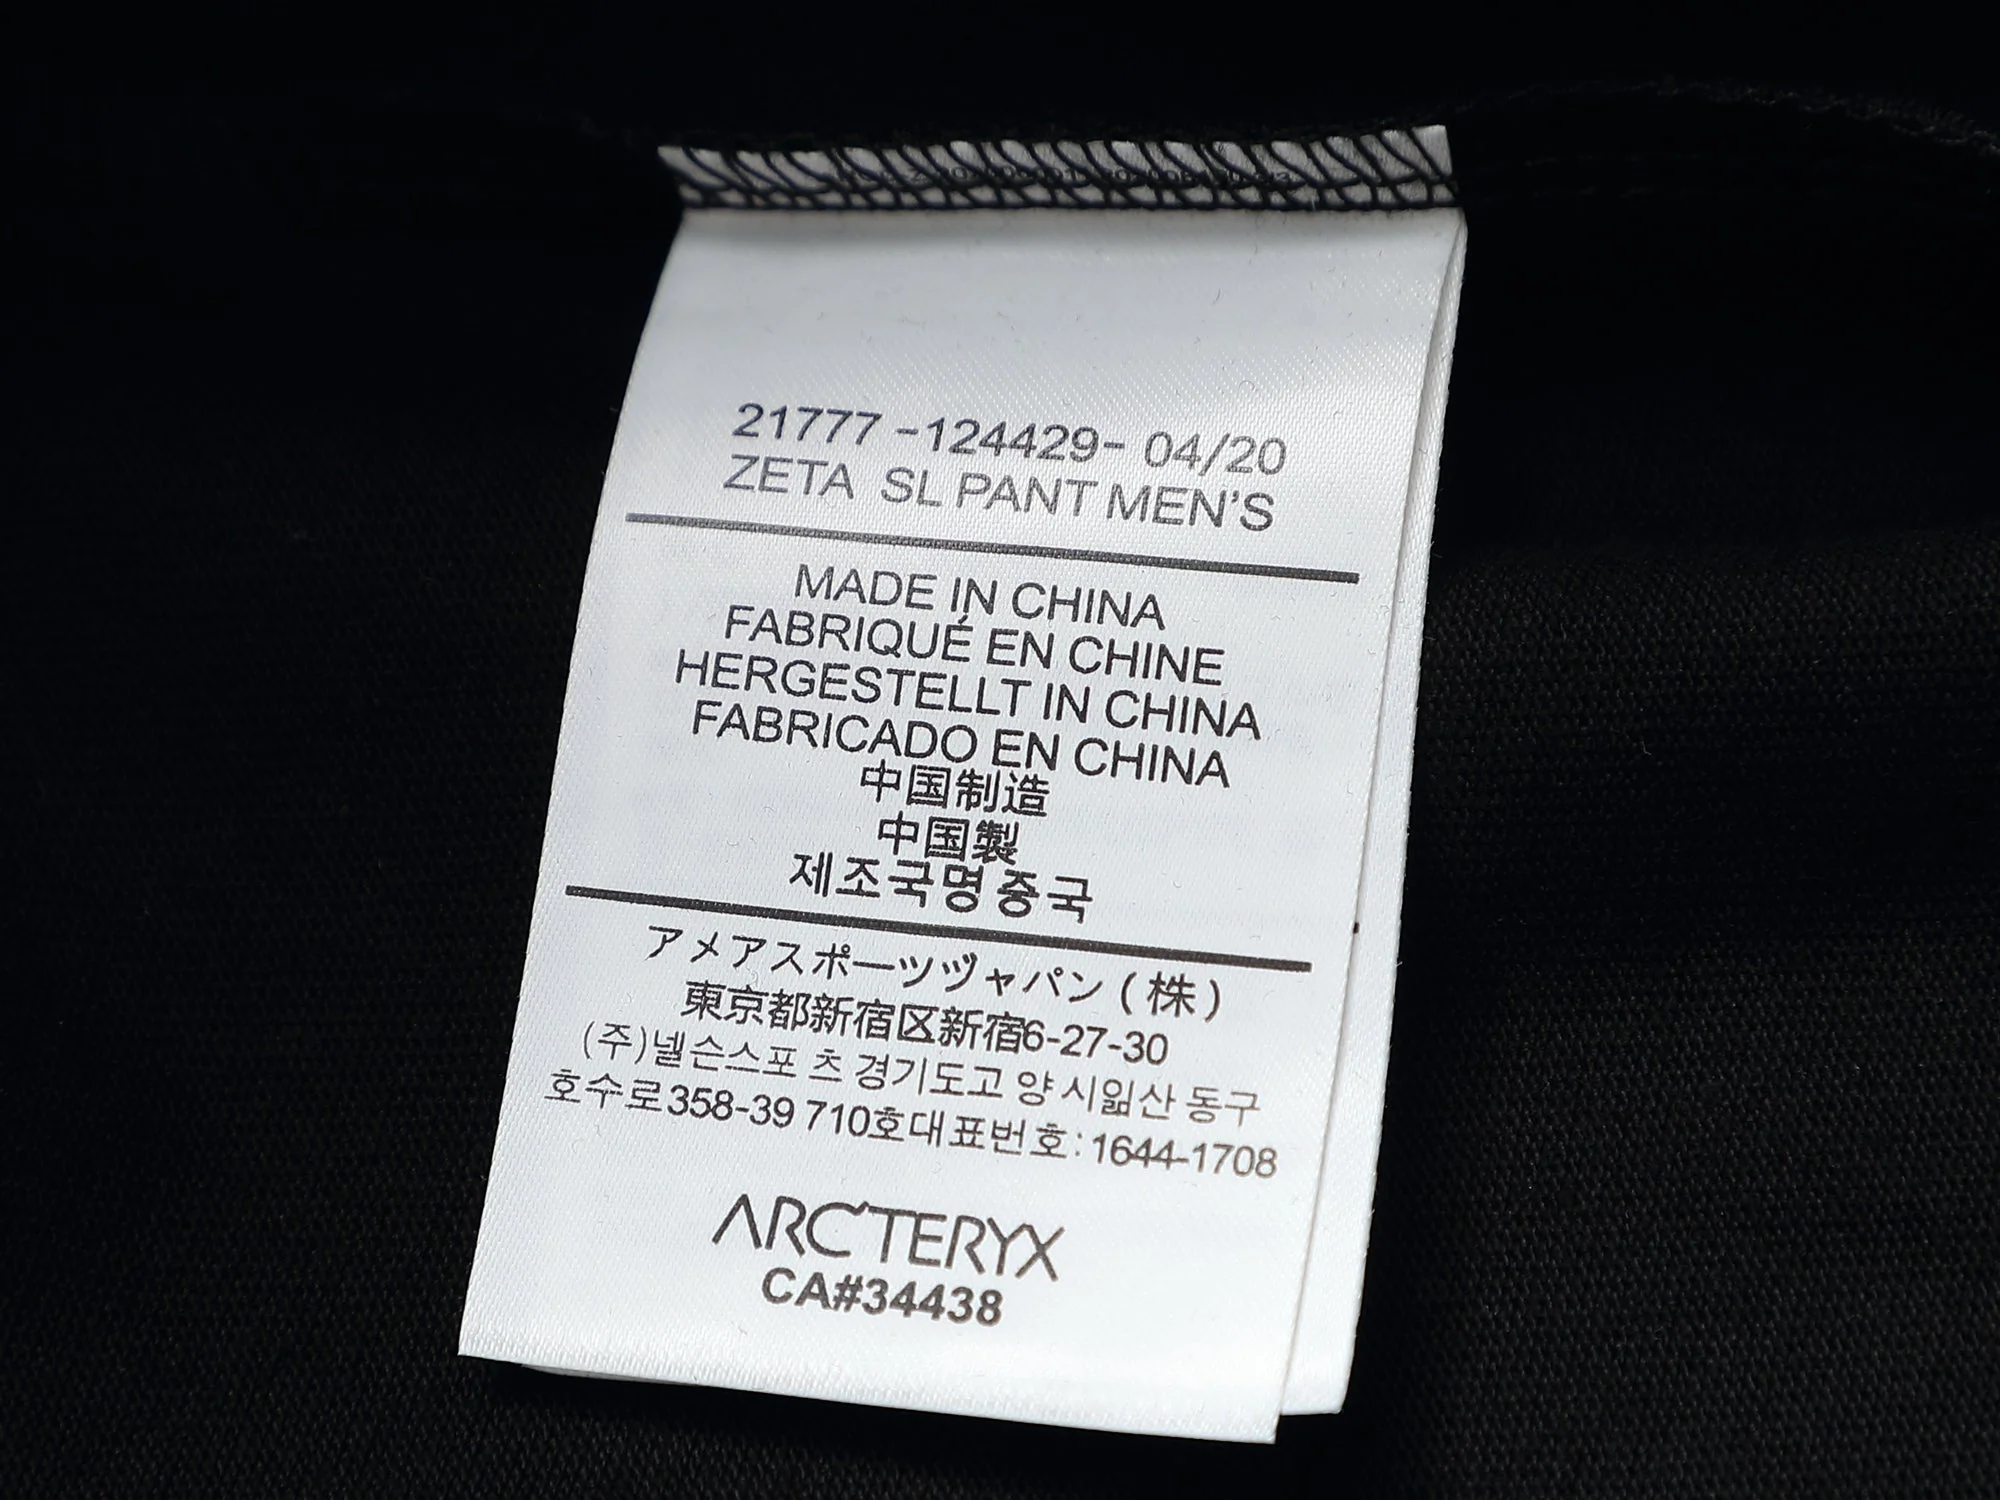 21777 -124429- 04/20
ZETA SL PANT MEN'S
MADE IN CHINA
FABRIQUÉ EN CHINE
HERGESTELLT IN CHINA
FABRICADO EN CHINA
中国制造
中国製
제조국명 중국
アメアスポーツヅャパン (株)
東京都新宿区新宿6-27-30
(주)넬슨스포 츠 경기도고 양 시잂산 동구
호수로358-39 710호대표번호:1644-1708
ARC'TERYX
CA#34438